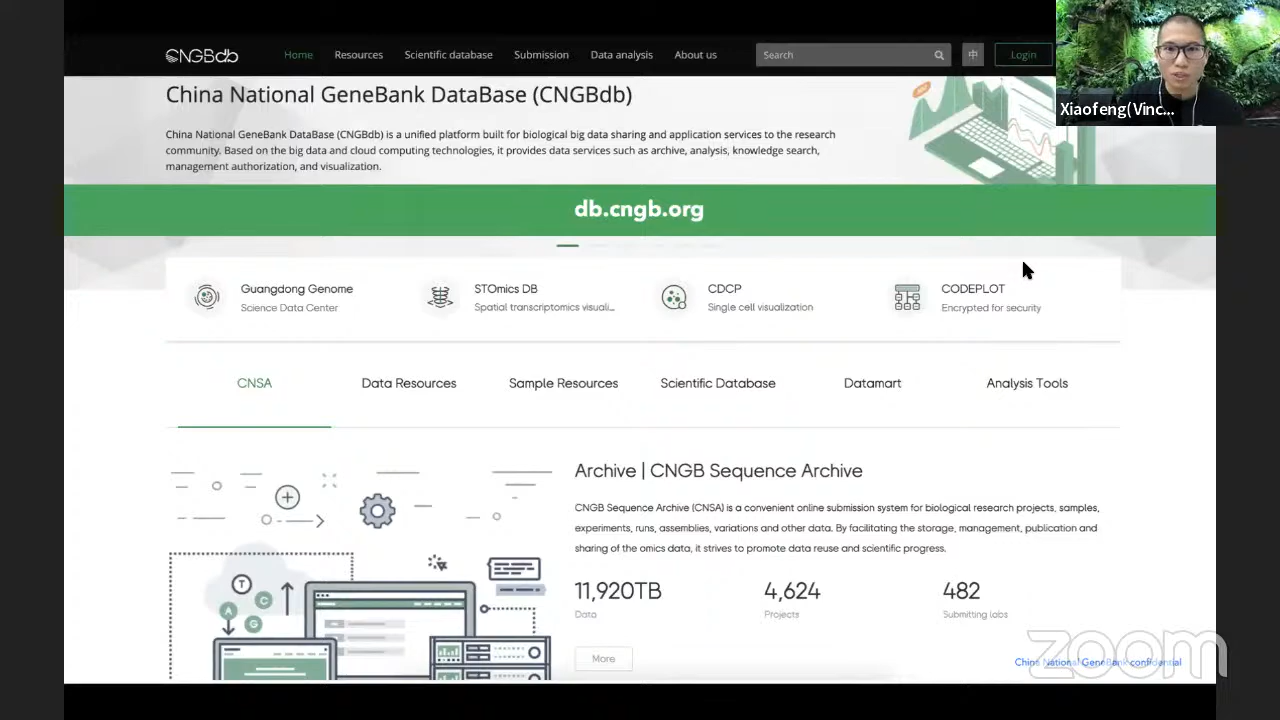 CNGBdb
Home Resources Scientific database Submission Data analysis About us Search 中 Login
China National GeneBank DataBase (CNGBdb)
China National GeneBank DataBase (CNGBdb) is a unified platform built for biological big data sharing and application services to the research
community. Based on the big data and cloud computing technologies, it provides data services such as archive, analysis, knowledge search,
management authorization, and visualization.
Xiaofeng(Vinc...
db.cngb.org
Guangdong Genome
Science Data Center
STOmics DB
Spatial transcriptomics visuali...
CDCP
Single cell visualization
CODEPLOT
Encrypted for security
CNSA Data Resources Sample Resources Scientific Database Datamart Analysis Tools
Archive | CNGB Sequence Archive
CNGB Sequence Archive (CNSA) is a convenient online submission system for biological research projects, samples,
experiments, runs, assemblies, variations and other data. By facilitating the storage, management, publication and
sharing of the omics data, it strives to promote data reuse and scientific progress.
11,920TB 4,624 482
Data Projects Submitting labs
More
T
C
A
G
China National GeneBank confidential
zoom